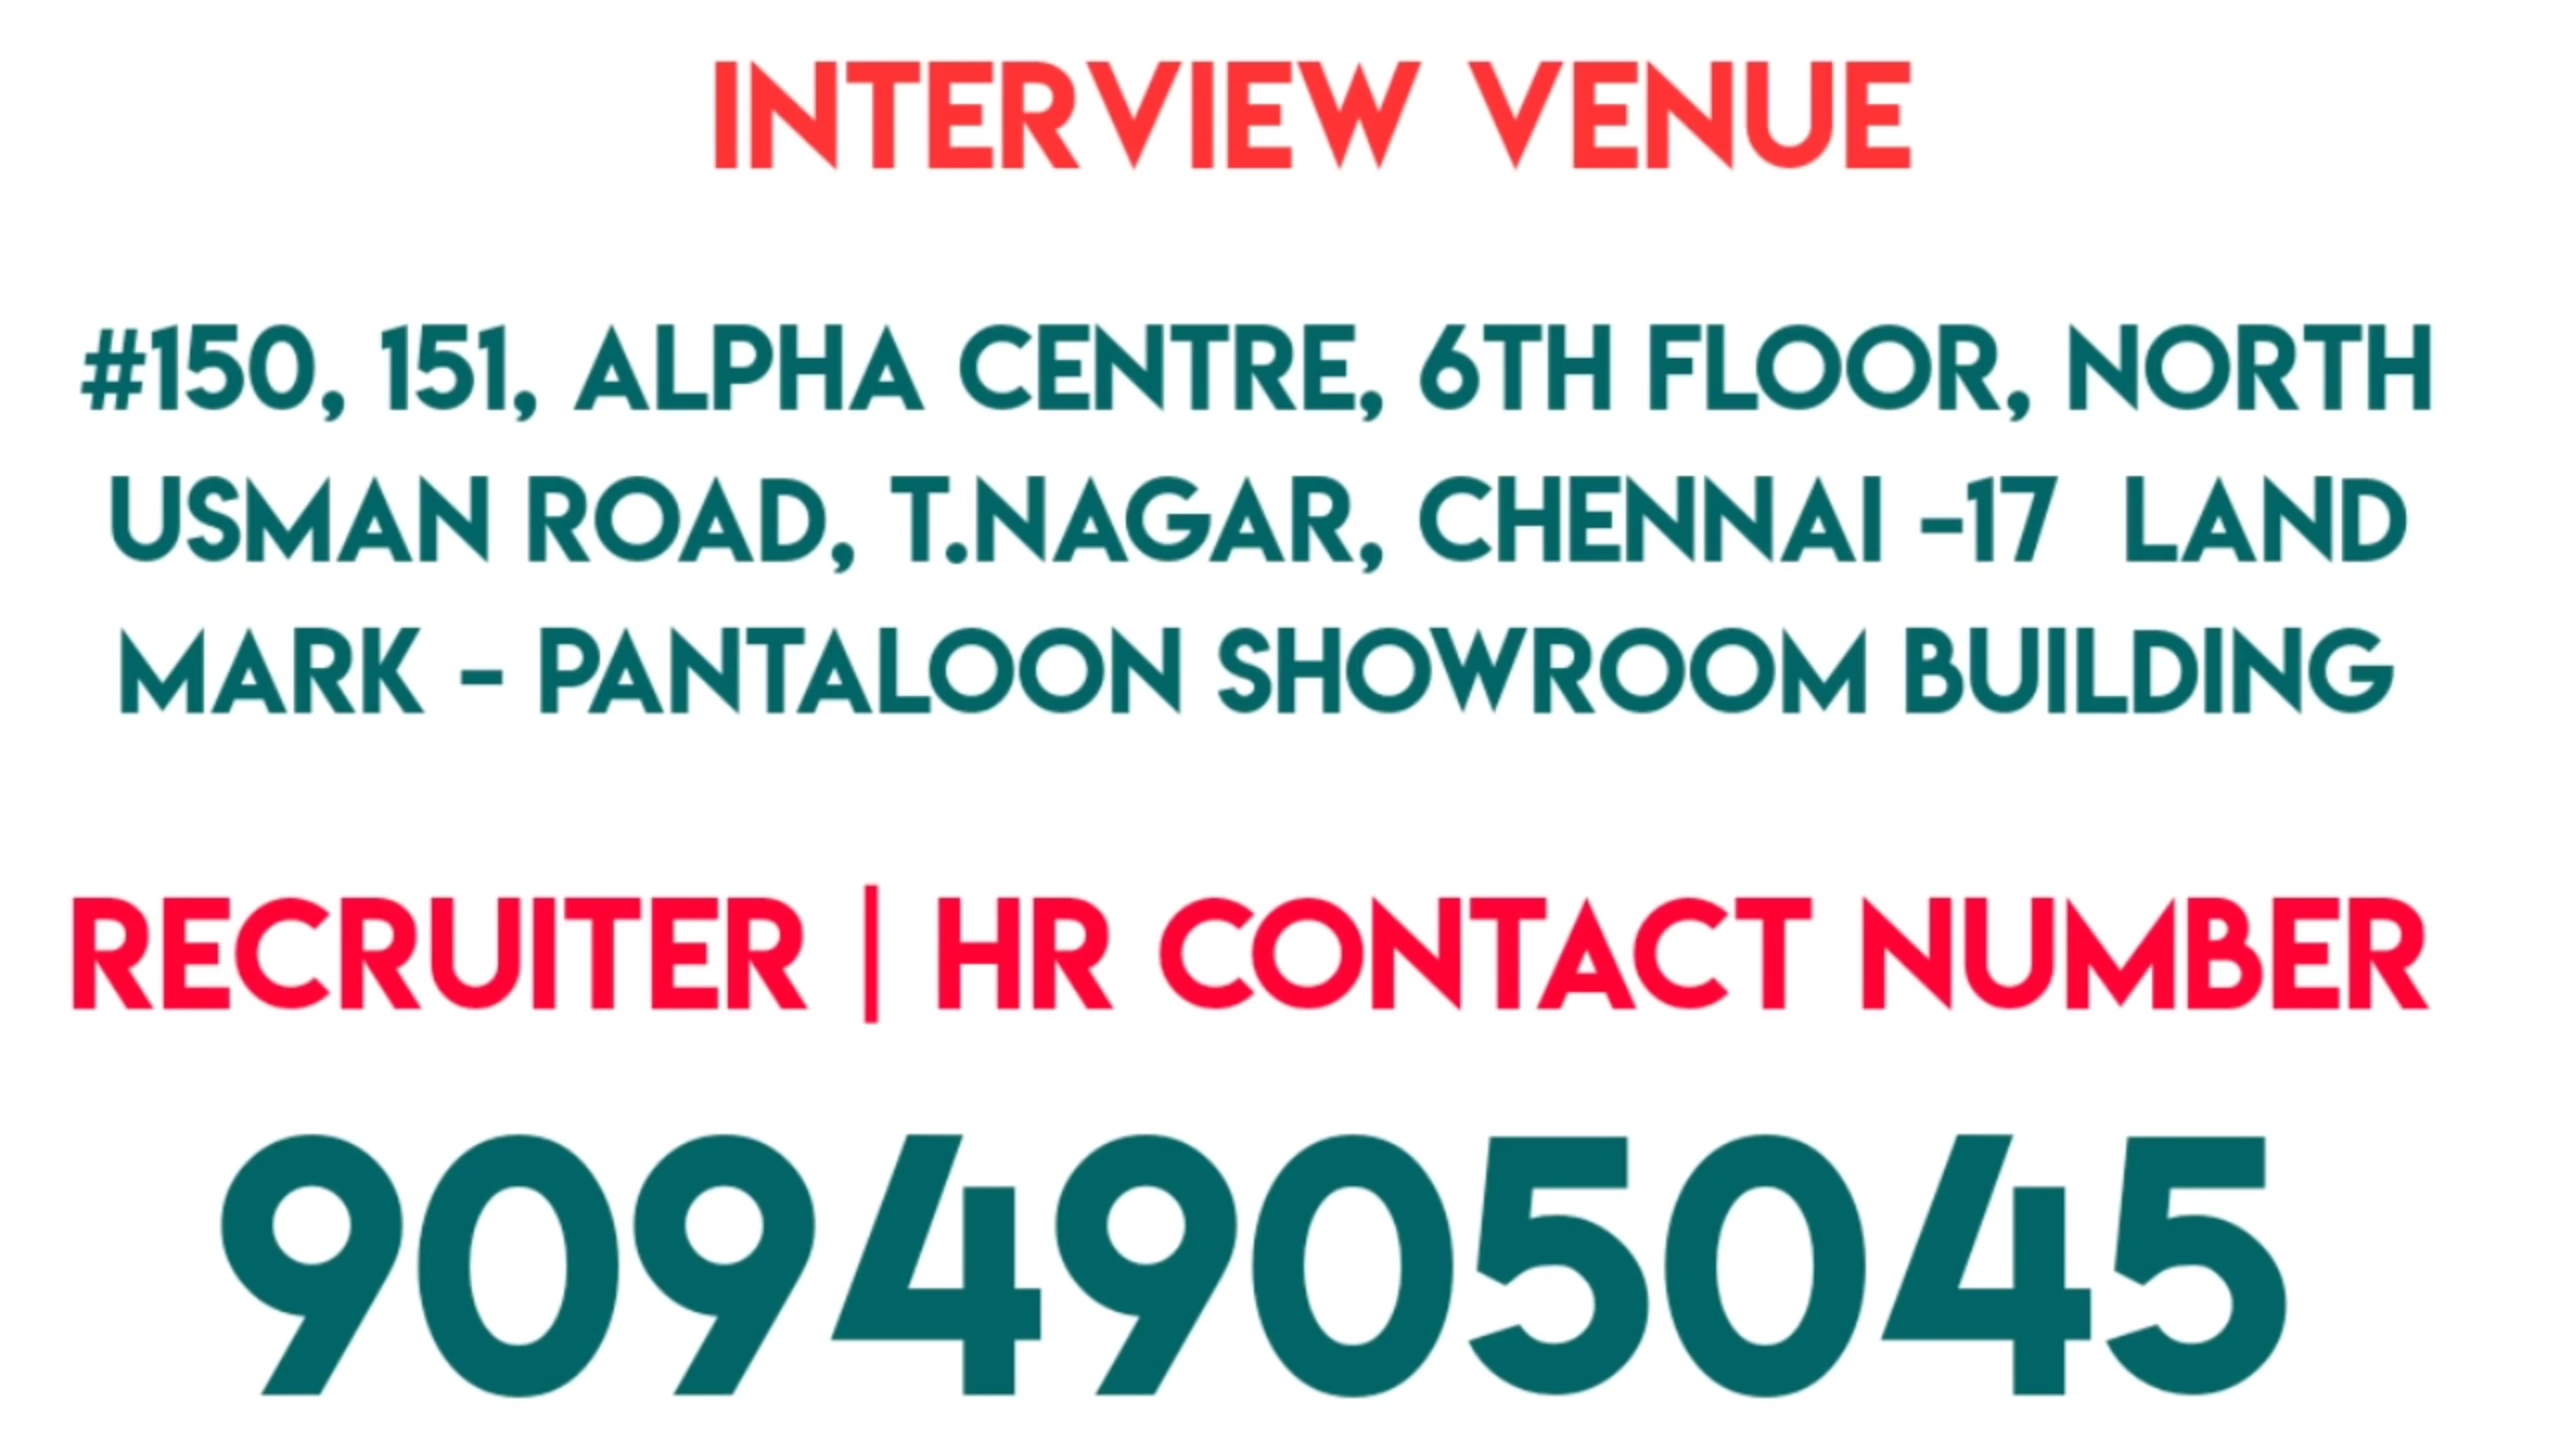 INTERVIEW VENUE
#150, 151, ALPHA CENTRE, 6TH FLOOR, NORTH
USMAN ROAD, T.NAGAR, CHENNAI -17 LAND
MARK - PANTALOON SHOWROOM BUILDING
RECRUITER | HR CONTACT NUMBER
9094905045